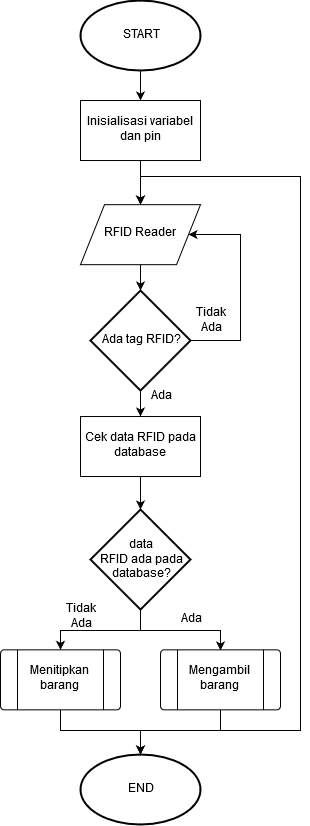 START
Inisialisasi variabel
dan pin
RFID Reader
Tidak
Ada
Ada tag RFID?
Ada
Cek data RFID pada
database
data
RFID ada pada
database?
Tidak
Ada
Ada
Menitipkan
barang
Mengambil
barang
END